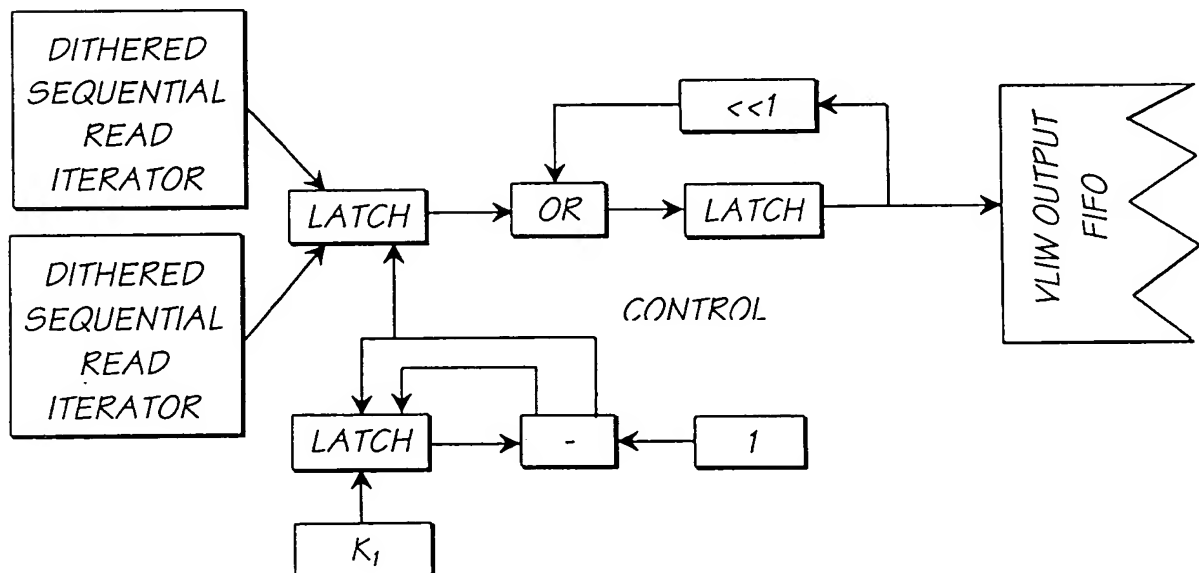 DITHERED
SEQUENTIAL
READ
ITERATOR
<<1
LATCH
OR
LATCH
VLIW OUTPUT
FIFO
DITHERED
SEQUENTIAL
READ
ITERATOR
CONTROL
LATCH
-
1
K₁